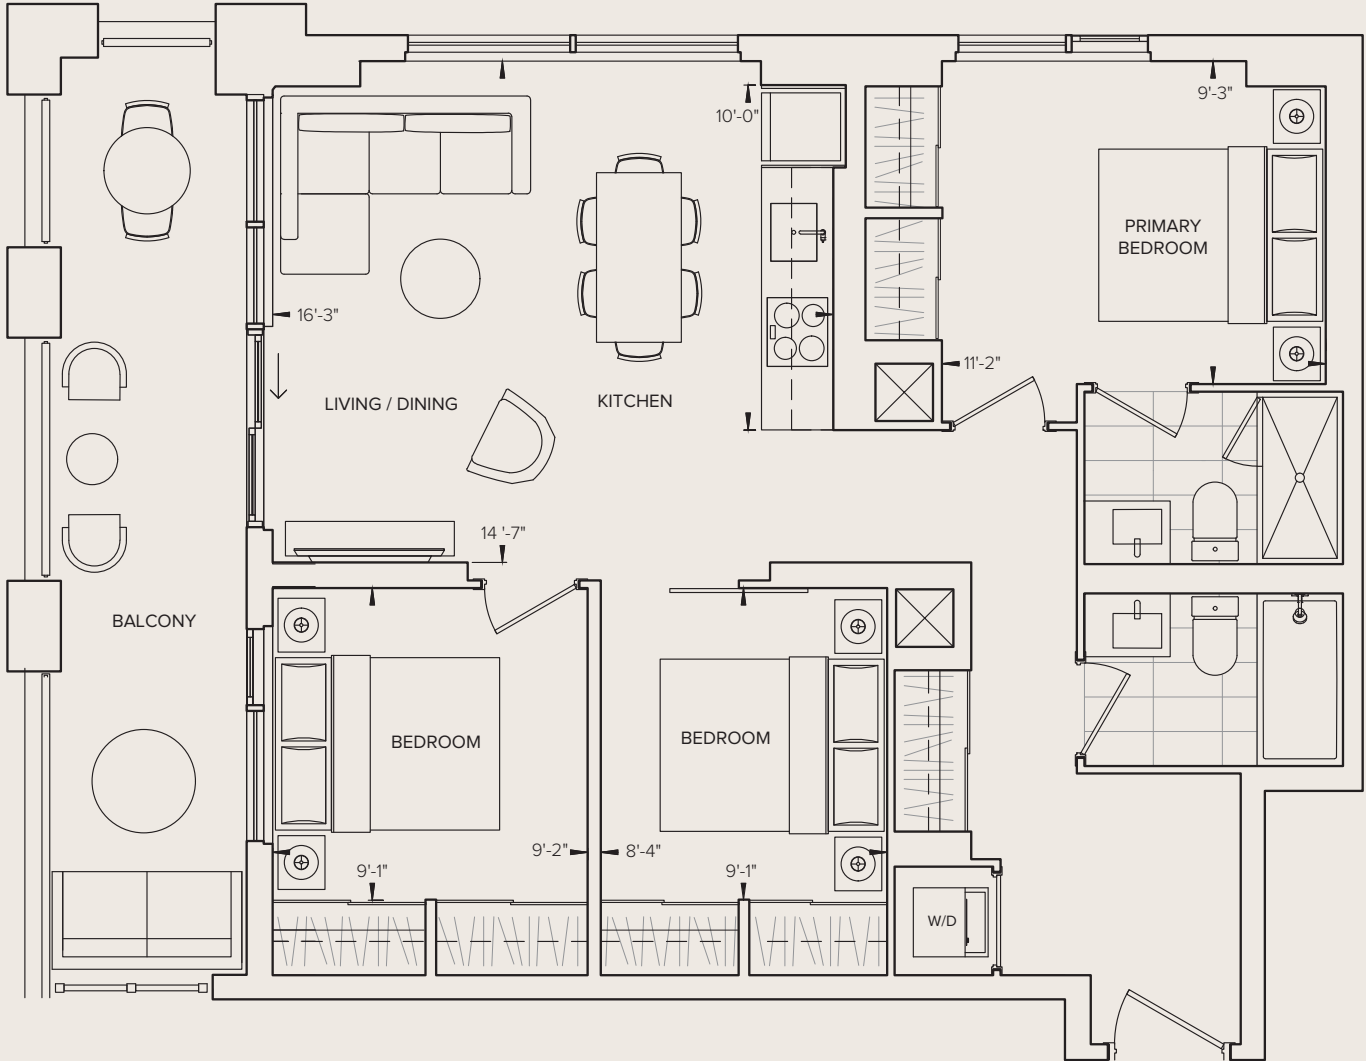 9'-3"
10'-0"
PRIMARY
BEDROOM
16'-3"
11'-2"
LIVING / DINING
KITCHEN
14 '-7"
BALCONY
BEDROOM
BEDROOM
9'-2"
8'-4"
9'-1"
9'-1"
W/D